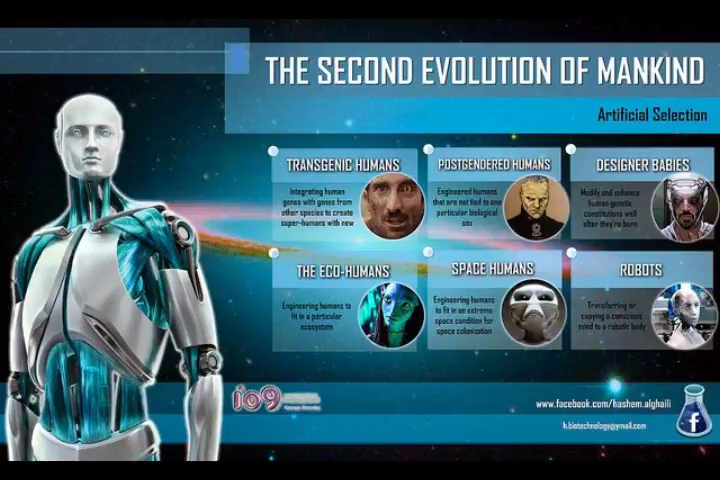 THE SECOND EVOLUTION OF MANKIND
Artificial Selection
TRANSGENIC HUMANS
Integrating human
genes with genes from
other species to create
super-humans with new
POSTGENDERED HUMANS
Engineered humans
that are not tied to one
particular biological
sex
DESIGNER BABIES
Modify and enhance
human genetic
constitutions well
after they're born
THE ECO-HUMANS
Engineering humans to
fit in a particular
ecosystem
SPACE HUMANS
Engineering humans
to fit in an extreme
space condition for
space colonization
ROBOTS
Transferring or
copying a conscious
mind to a robotic body
io9
www.facebook.com/hashem.alghaili
h.biotechnology@ymail.com
f